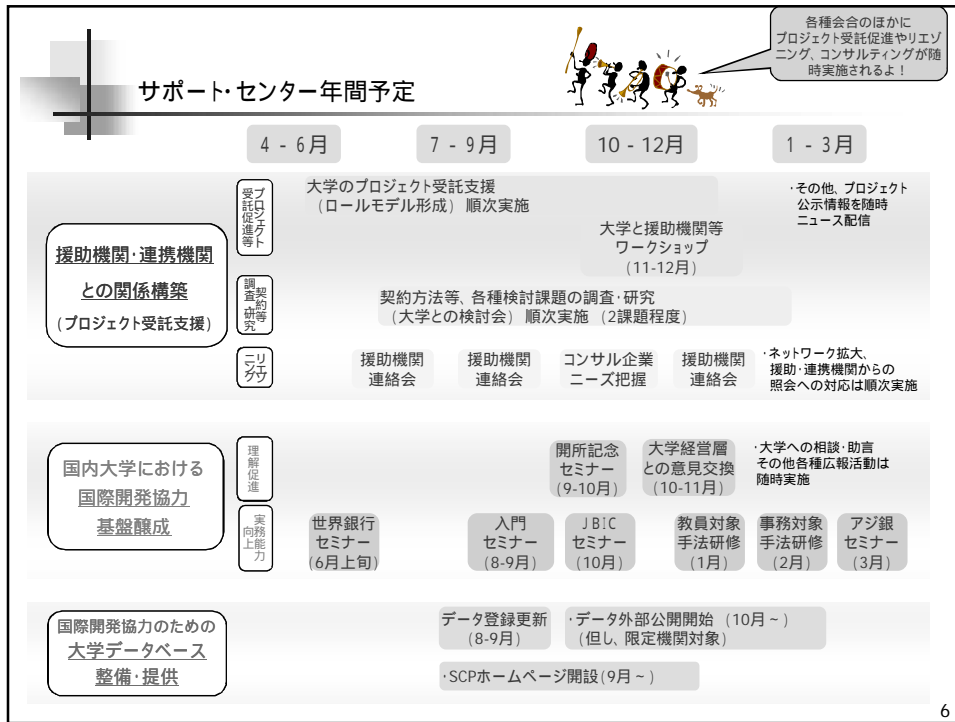 各種会合のほかに
プロジェクト受託促進やリエゾ
ニング、コンサルティングが随
時実施されるよ！
サポート・センター年間予定
4 - 6月
7 - 9月
10 - 12月
1 - 3月
援助機関・連携機関
との関係構築
(プロジェクト受託支援)
プロジェクト
受託促進等
大学のプロジェクト受託支援
(ロールモデル形成) 順次実施
大学と援助機関等
ワークショップ
(11-12月)
・その他、プロジェクト
公示情報を随時
ニュース配信
契約等
調査・研究
契約方法等、各種検討課題の調査・研究
(大学との検討会) 順次実施 (2課題程度)
リエゾ
ニング
援助機関
連絡会
援助機関
連絡会
コンサル企業
ニーズ把握
援助機関
連絡会
・ネットワーク拡大、
援助・連携機関からの
照会への対応は順次実施
国内大学における
国際開発協力
基盤醸成
理解促進
開所記念
セミナー
(9-10月)
大学経営層
との意見交換
(10-11月)
・大学への相談・助言
その他各種広報活動は
随時実施
実務能力
向上
世界銀行
セミナー
(6月上旬)
入門
セミナー
(8-9月)
JBIC
セミナー
(10月)
教員対象
手法研修
(1月)
事務対象
手法研修
(2月)
アジ銀
セミナー
(3月)
国際開発協力のための
大学データベース
整備・提供
データ登録更新
(8-9月)
・データ外部公開開始 (10月～)
(但し、限定機関対象)
・SCPホームページ開設(9月～)
6